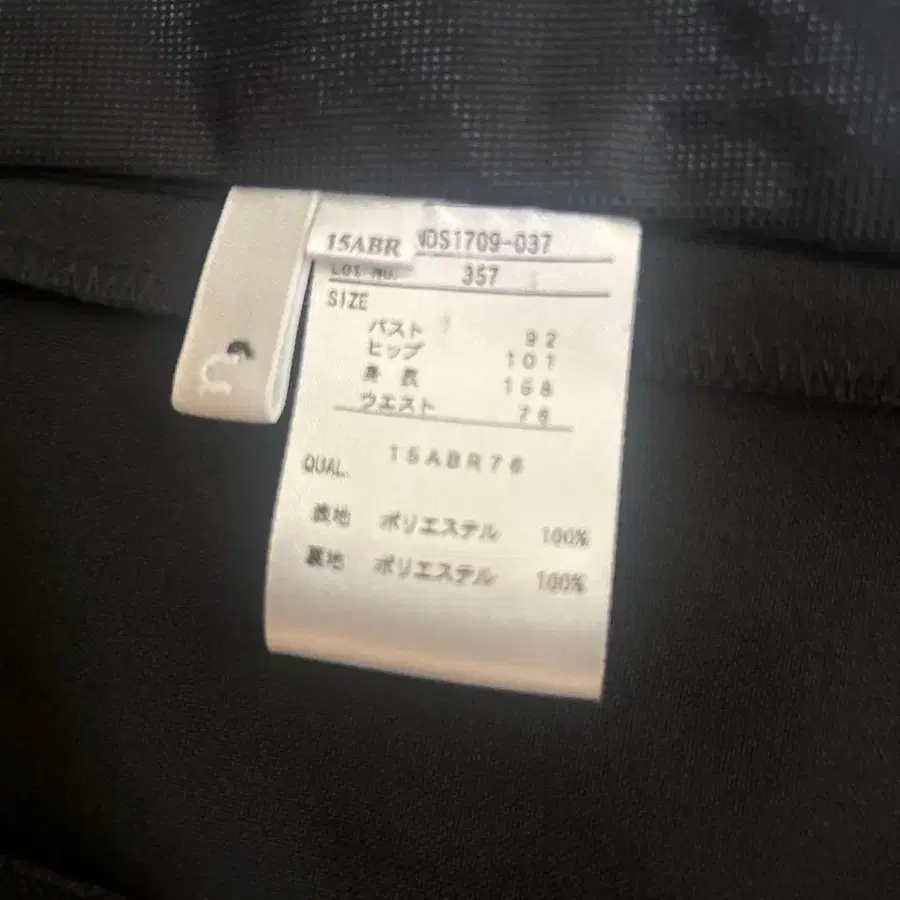 15ABR NDS1709-037
LOT NO. 357
SIZE
バスト 92
ヒップ 101
身長 158
ウエスト 76
15ABR76
QUAL.
表地 ポリエステル 100%
裏地 ポリエステル 100%